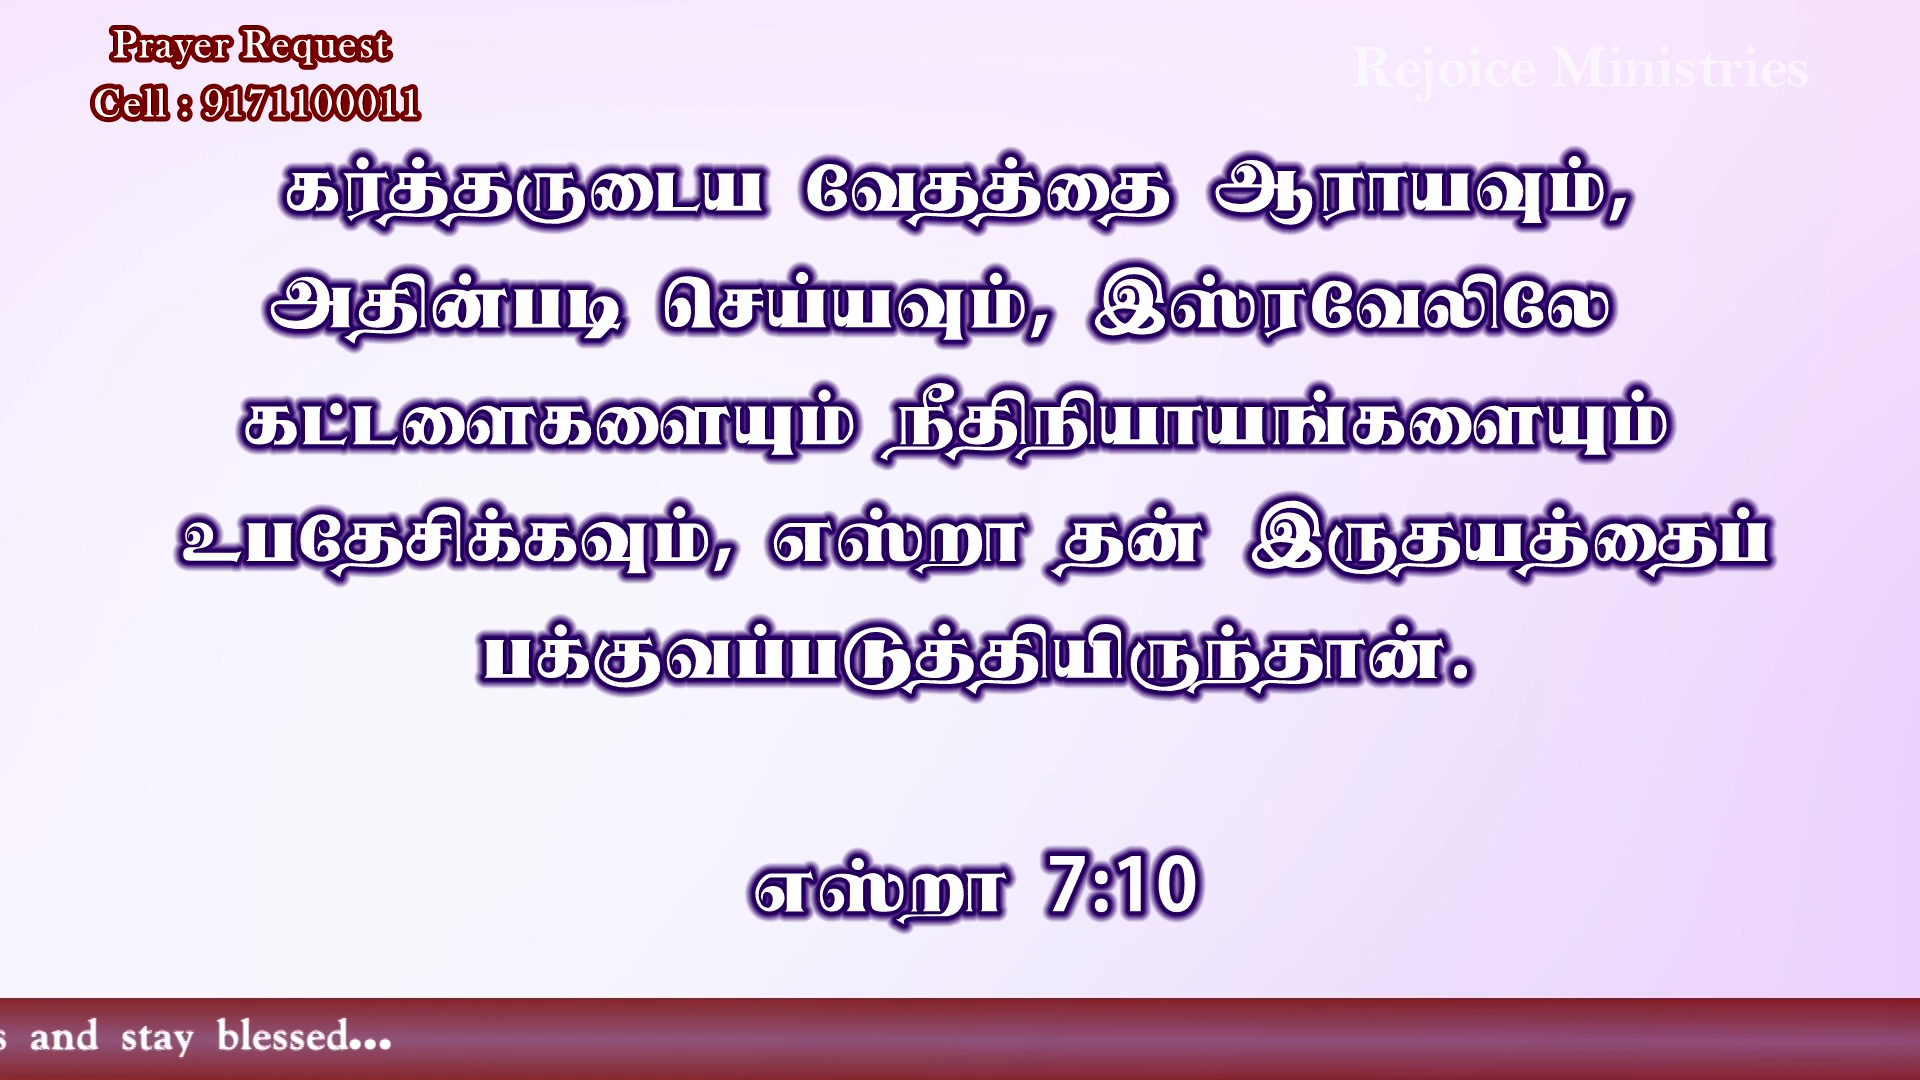 Prayer Request
Cell : 9171100011
Rejoice Ministries
கர்த்தருடைய வேதத்தை ஆராயவும்,
அதின்படி செய்யவும், இஸ்ரவேலிலே
கட்டளைகளையும் நீதிநியாயங்களையும்
உபதேசிக்கவும், எஸ்றா தன் இருதயத்தைப்
பக்குவப்படுத்தியிருந்தான்.
எஸ்றா 7:10
s and stay blessed...